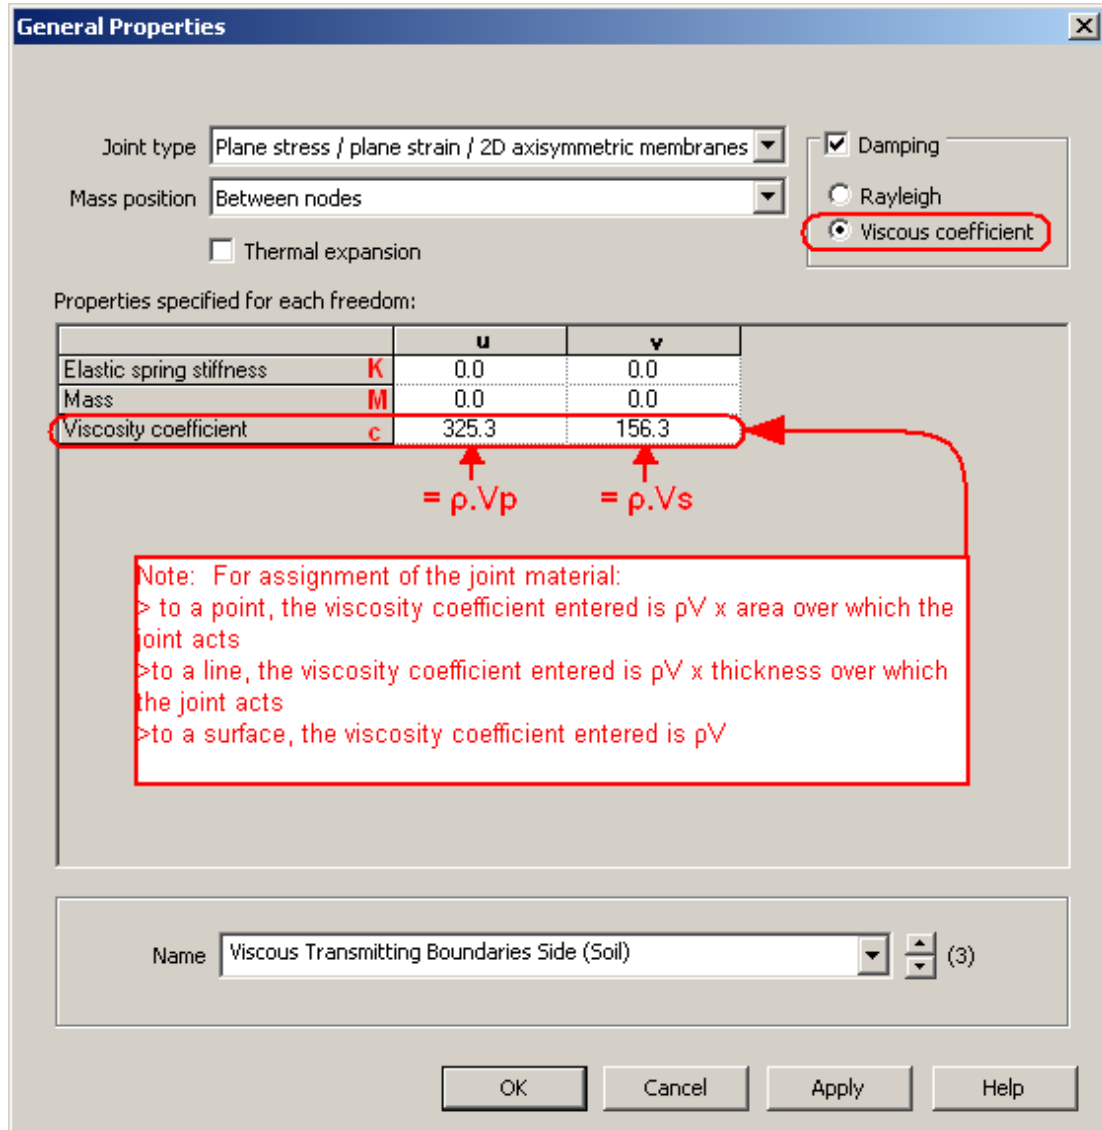 General Properties
Joint type Plane stress / plane strain / 2D axisymmetric membranes
Damping
Mass position Between nodes
Rayleigh
Viscous coefficient
Thermal expansion
Properties specified for each freedom:
u v
Elastic spring stiffness K 0.0 0.0
Mass M 0.0 0.0
Viscosity coefficient c 325.3 156.3
= ρ.Vp = ρ.Vs
Note: For assignment of the joint material:
> to a point, the viscosity coefficient entered is ρV x area over which the
joint acts
>to a line, the viscosity coefficient entered is ρV x thickness over which
the joint acts
>to a surface, the viscosity coefficient entered is ρV
Name Viscous Transmitting Boundaries Side (Soil) (3)
OK Cancel Apply Help